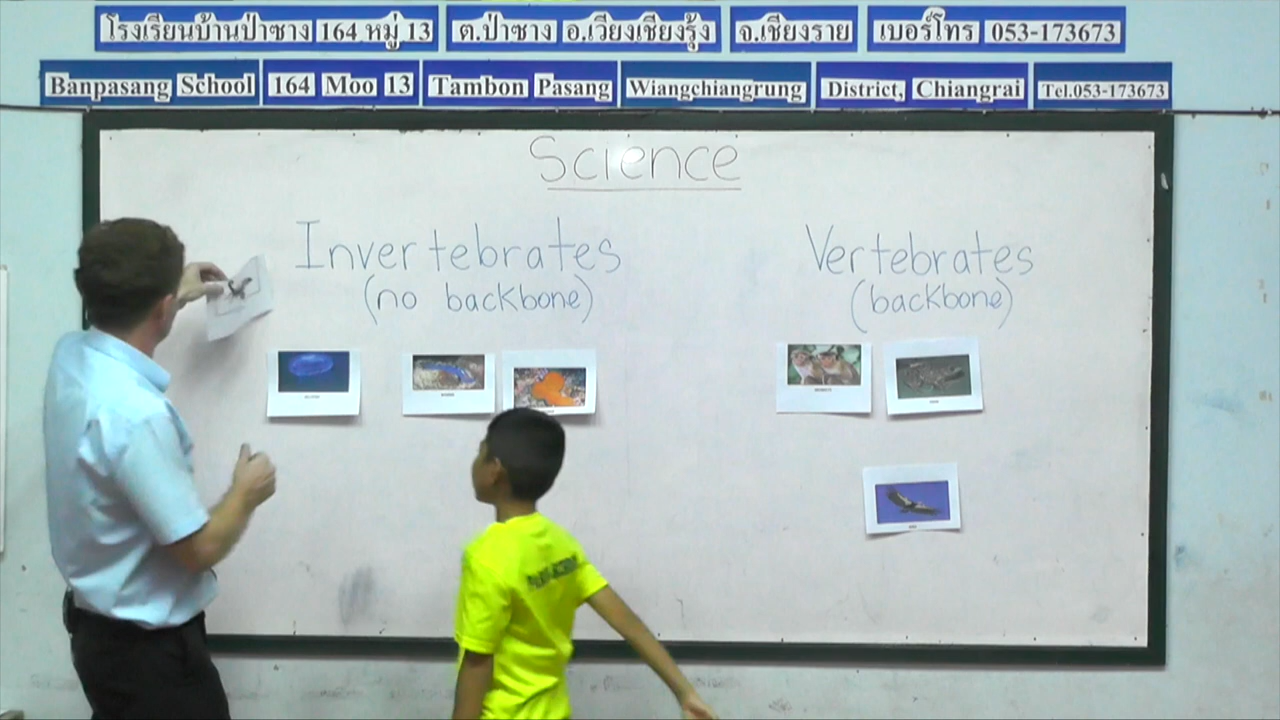 โรงเรียนบ้านป่าซาง 164 หมู่ 13 ต.ป่าซาง อ.เวียงเชียงรุ้ง จ.เชียงราย เบอร์โทร 053-173673
Banpasang School 164 Moo 13 Tambon Pasang Wiangchiangrung District, Chiangrai Tel.053-173673
Science
Invertebrates
(no backbone)
Vertebrates
(backbone)